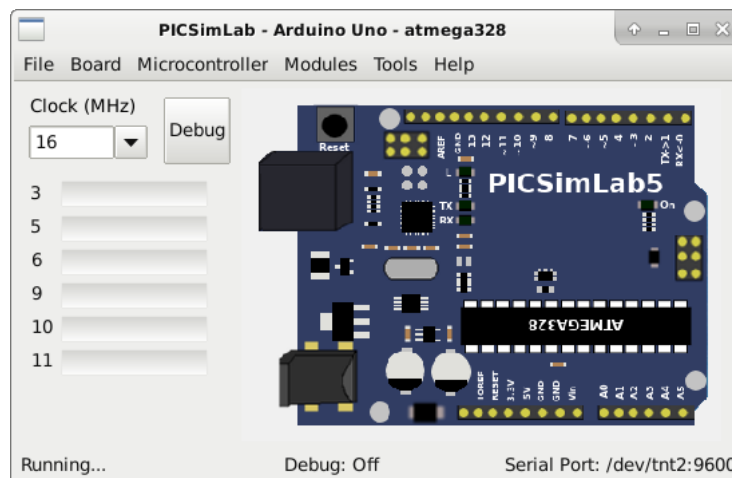 PICSimLab - Arduino Uno - atmega328
File Board Microcontroller Modules Tools Help
Clock (MHz)
16
Debug
3
5
6
9
10
11
Reset
AREF
GND
13
12
~11
~10
~9
8
7
~6
~5
4
~3
2
TX->1
RX<-0
L
TX
RX
PICSimLab5
On
ATMEGA328
IOREF
RESET
3.3V
5V
GND
GND
Vin
A0
A1
A2
A3
A4
A5
Running...
Debug: Off
Serial Port: /dev/tnt2:9600